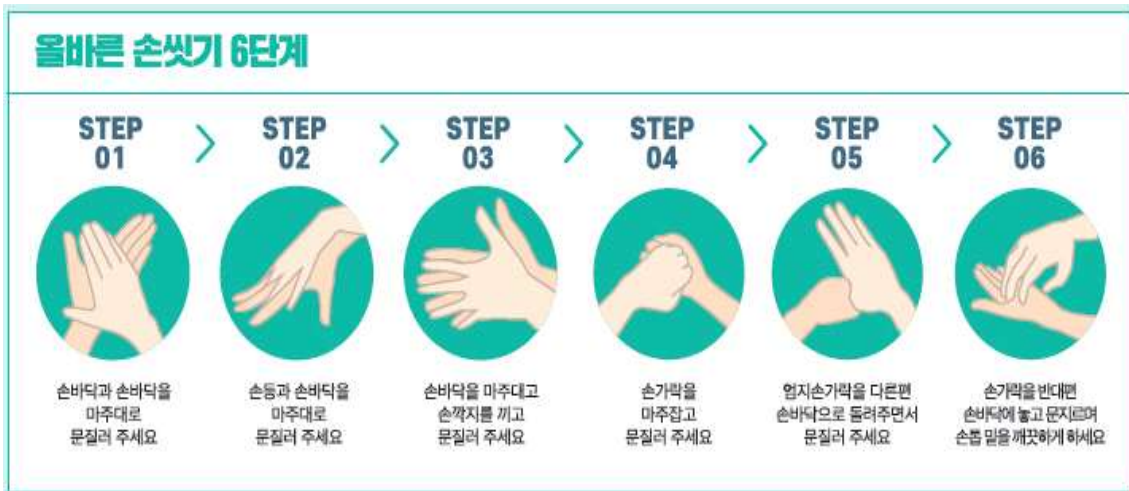 올바른 손씻기 6단계
STEP
01
STEP
02
STEP
03
STEP
04
STEP
05
STEP
06
손바닥과 손바닥을
마주대로
문질러 주세요
손등과 손바닥을
마주대로
문질러 주세요
손바닥을 마주대고
손깍지를 끼고
문질러 주세요
손가락을
마주잡고
문질러 주세요
엄지손가락을 다른편
손바닥으로 돌려주면서
문질러 주세요
손가락을 반대편
손바닥에 놓고 문지르며
손톱 밑을 깨끗하게 하세요